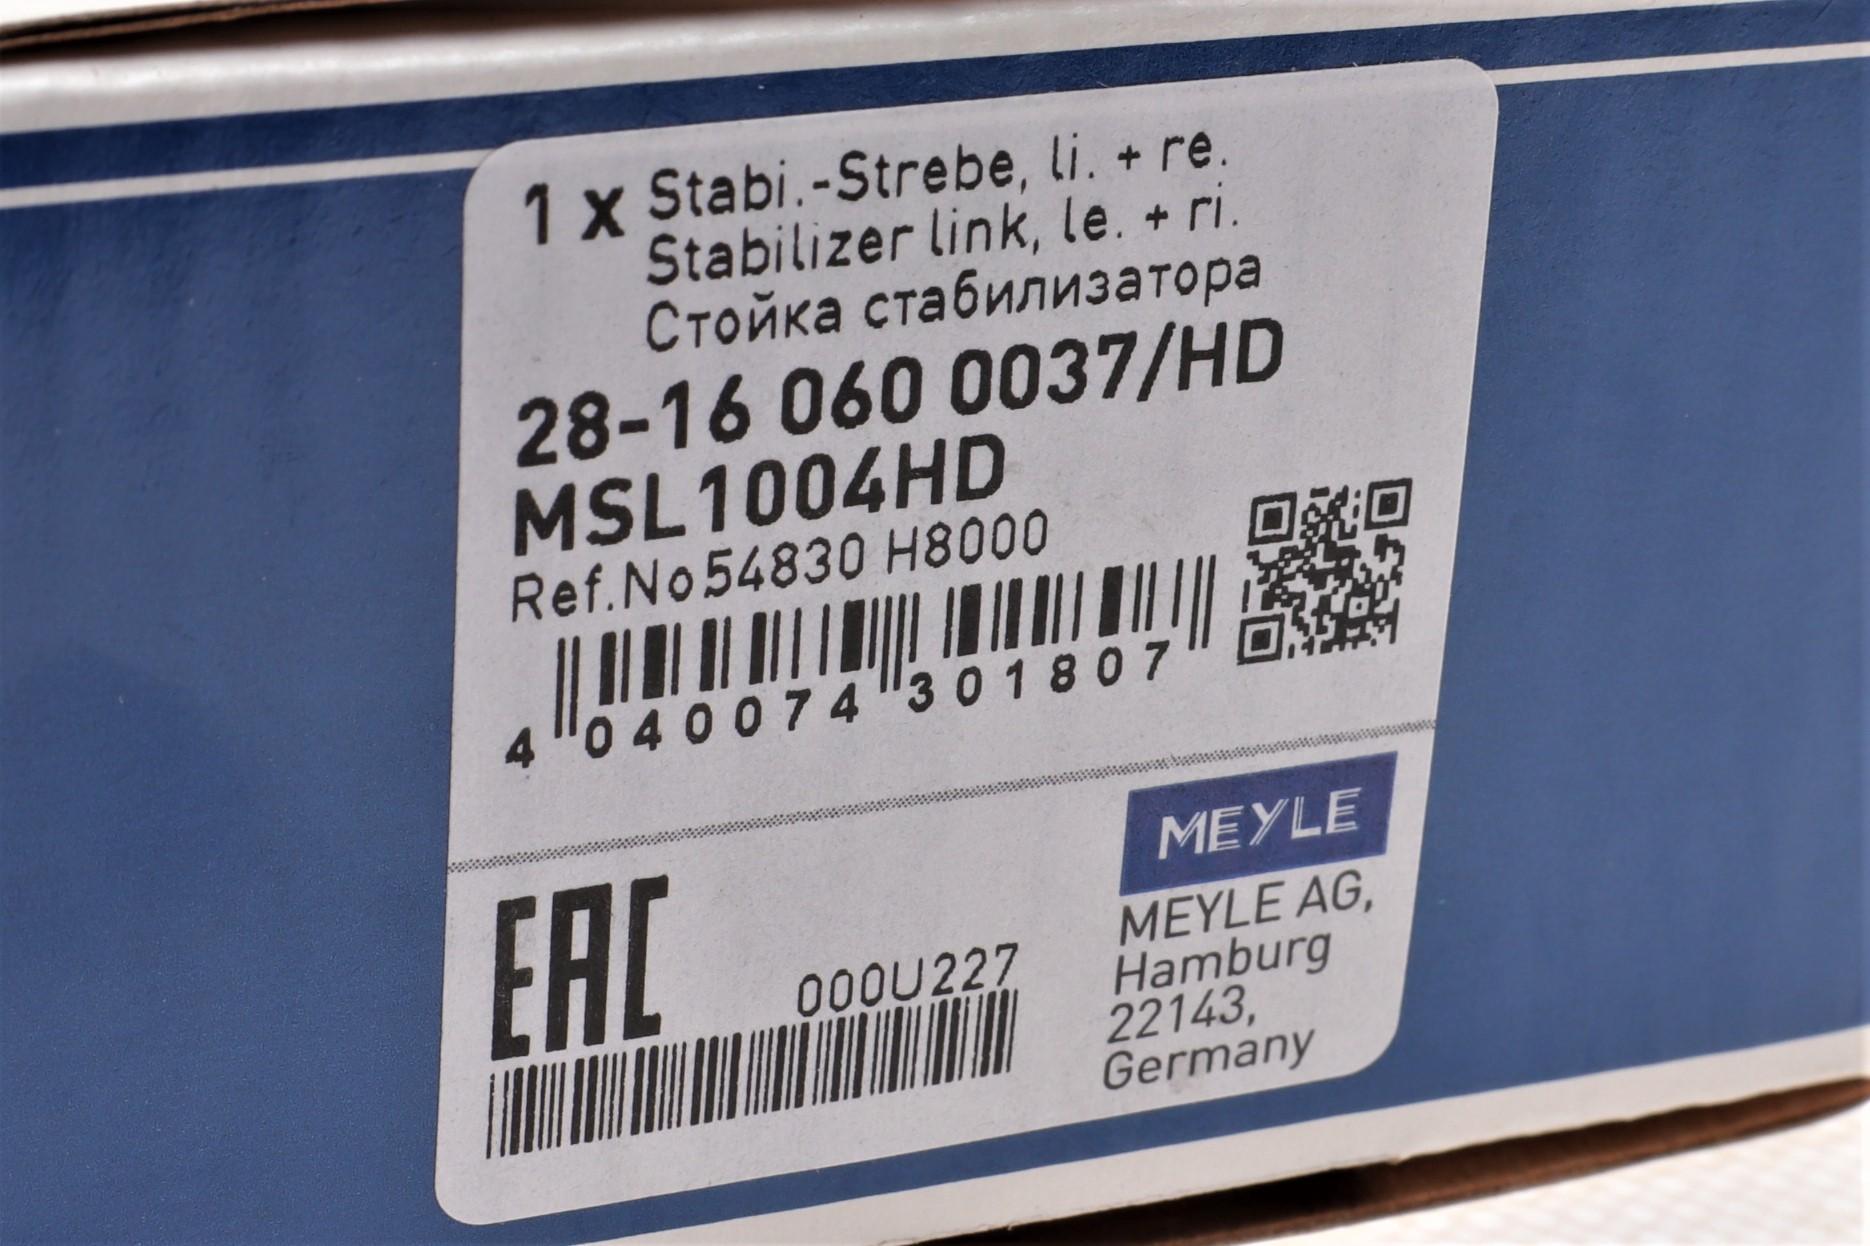 1 x Stabi.-Strebe, li. + re.
Stabilizer link, le. + ri.
Стойка стабилизатора
28-16 060 0037/HD
MSL1004HD
Ref.No54830 H8000
4 040074 301807
MEYLE
EAC
000U227
MEYLE AG,
Hamburg
22143,
Germany